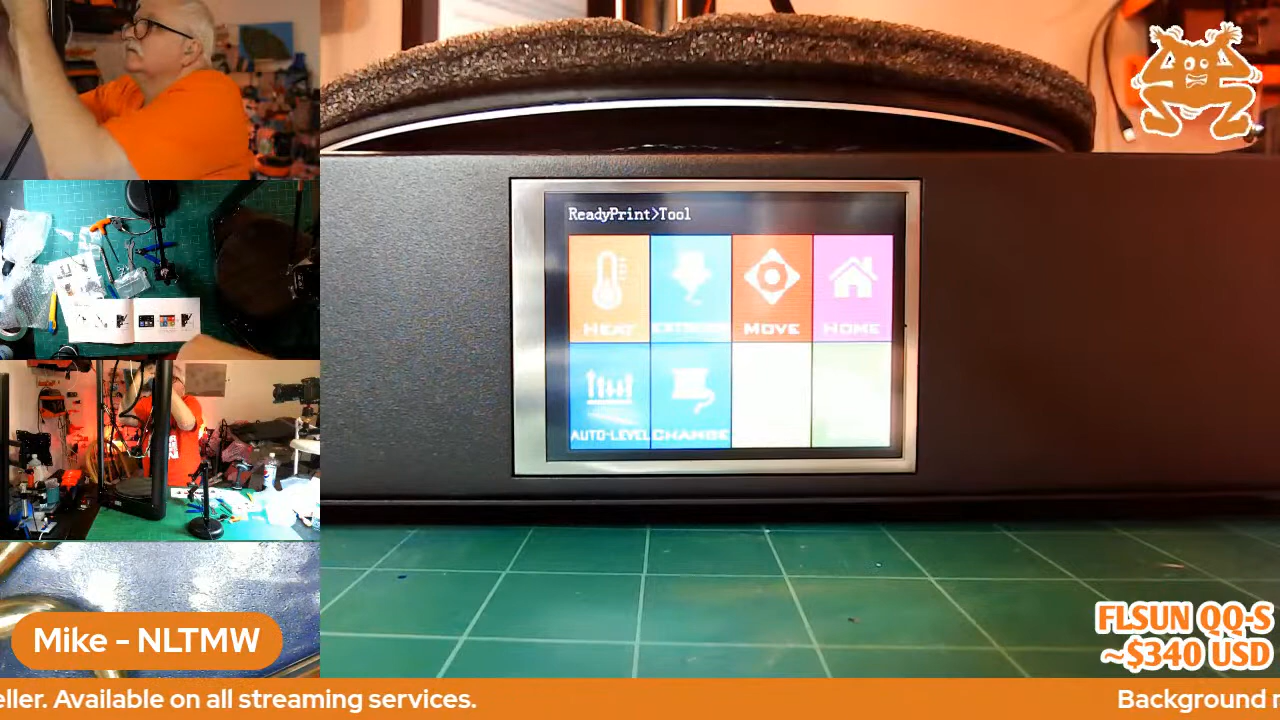 ReadyPrint>Tool
HEAT
EXTRUSION
MOVE
HOME
AUTO-LEVEL
CHANGE
Mike - NLTMW
FLSUN QQ-S
~$340 USD
eller. Available on all streaming services.
Background